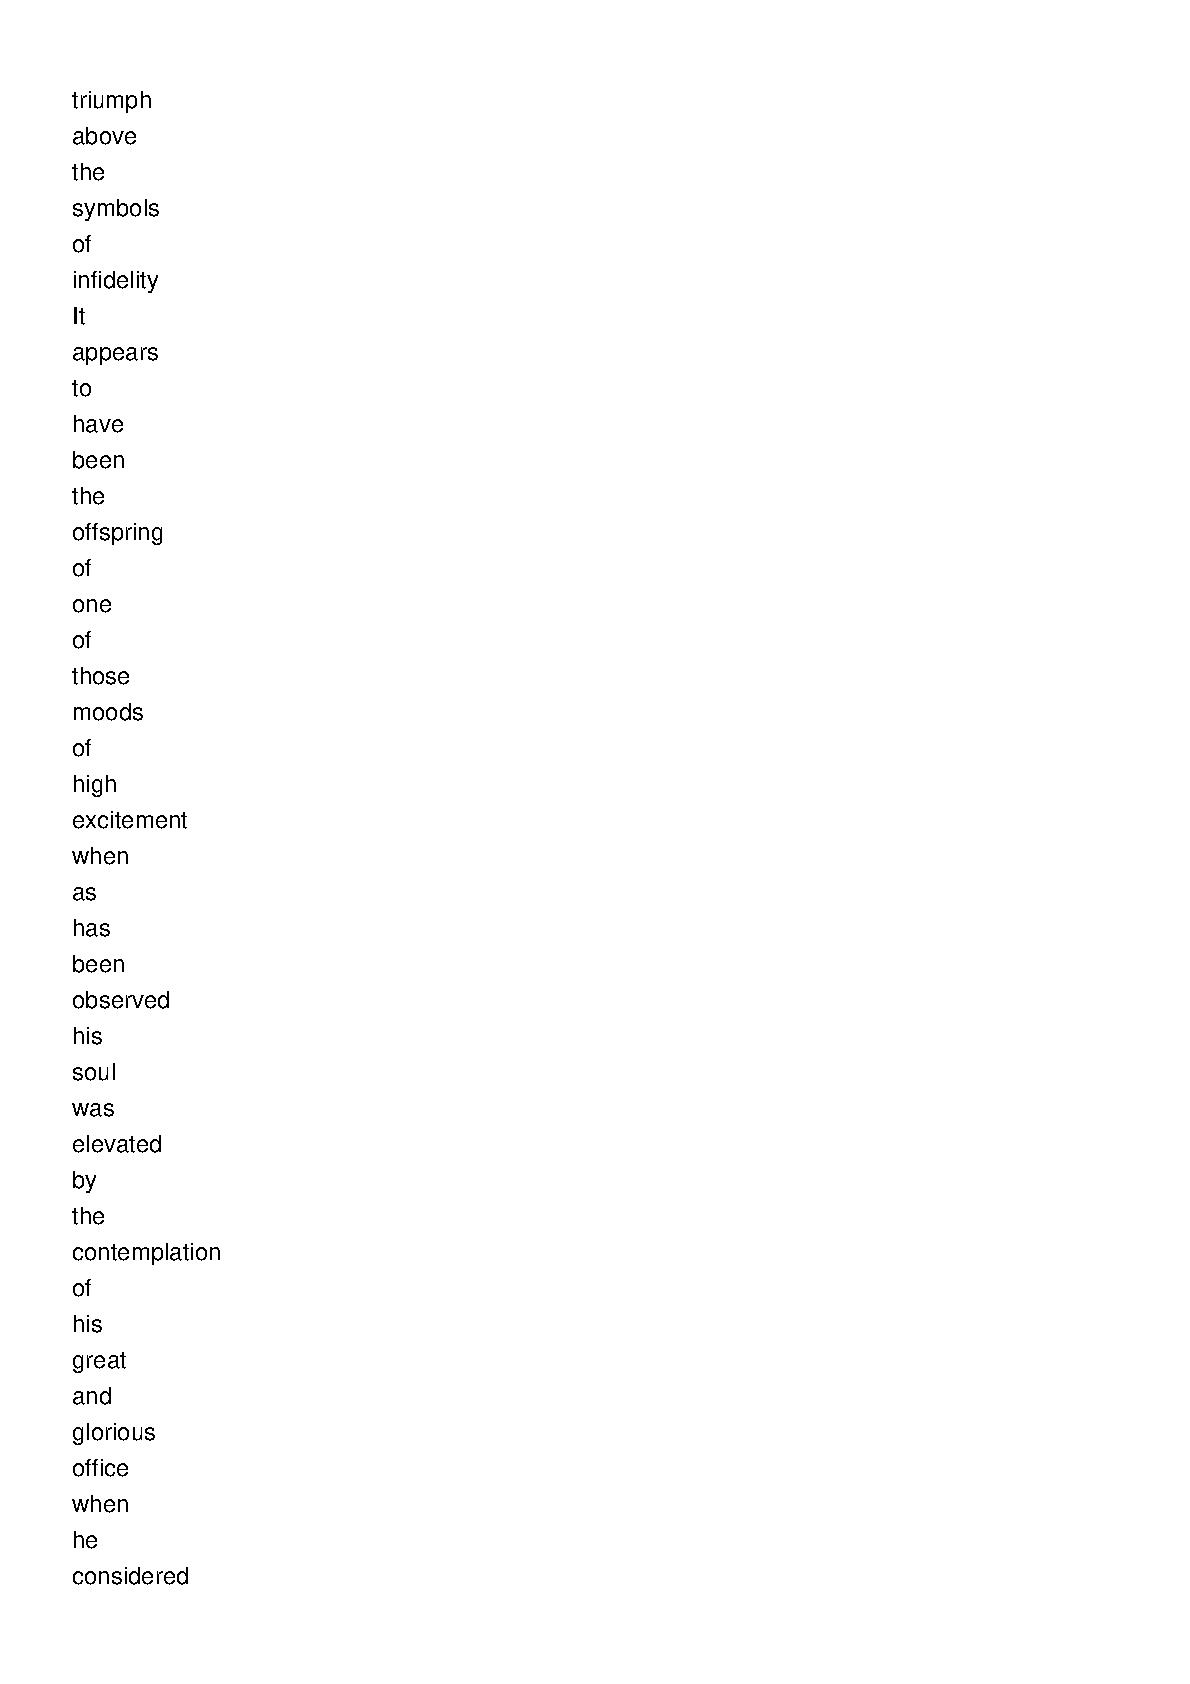 triumph
above
the
symbols
of
infidelity
It
appears
to
have
been
the
offspring
of
one
of
those
moods
of
high
excitement
when
as
has
been
observed
his
soul
was
elevated
by
the
contemplation
of
his
great
and
glorious
office
when
he
considered